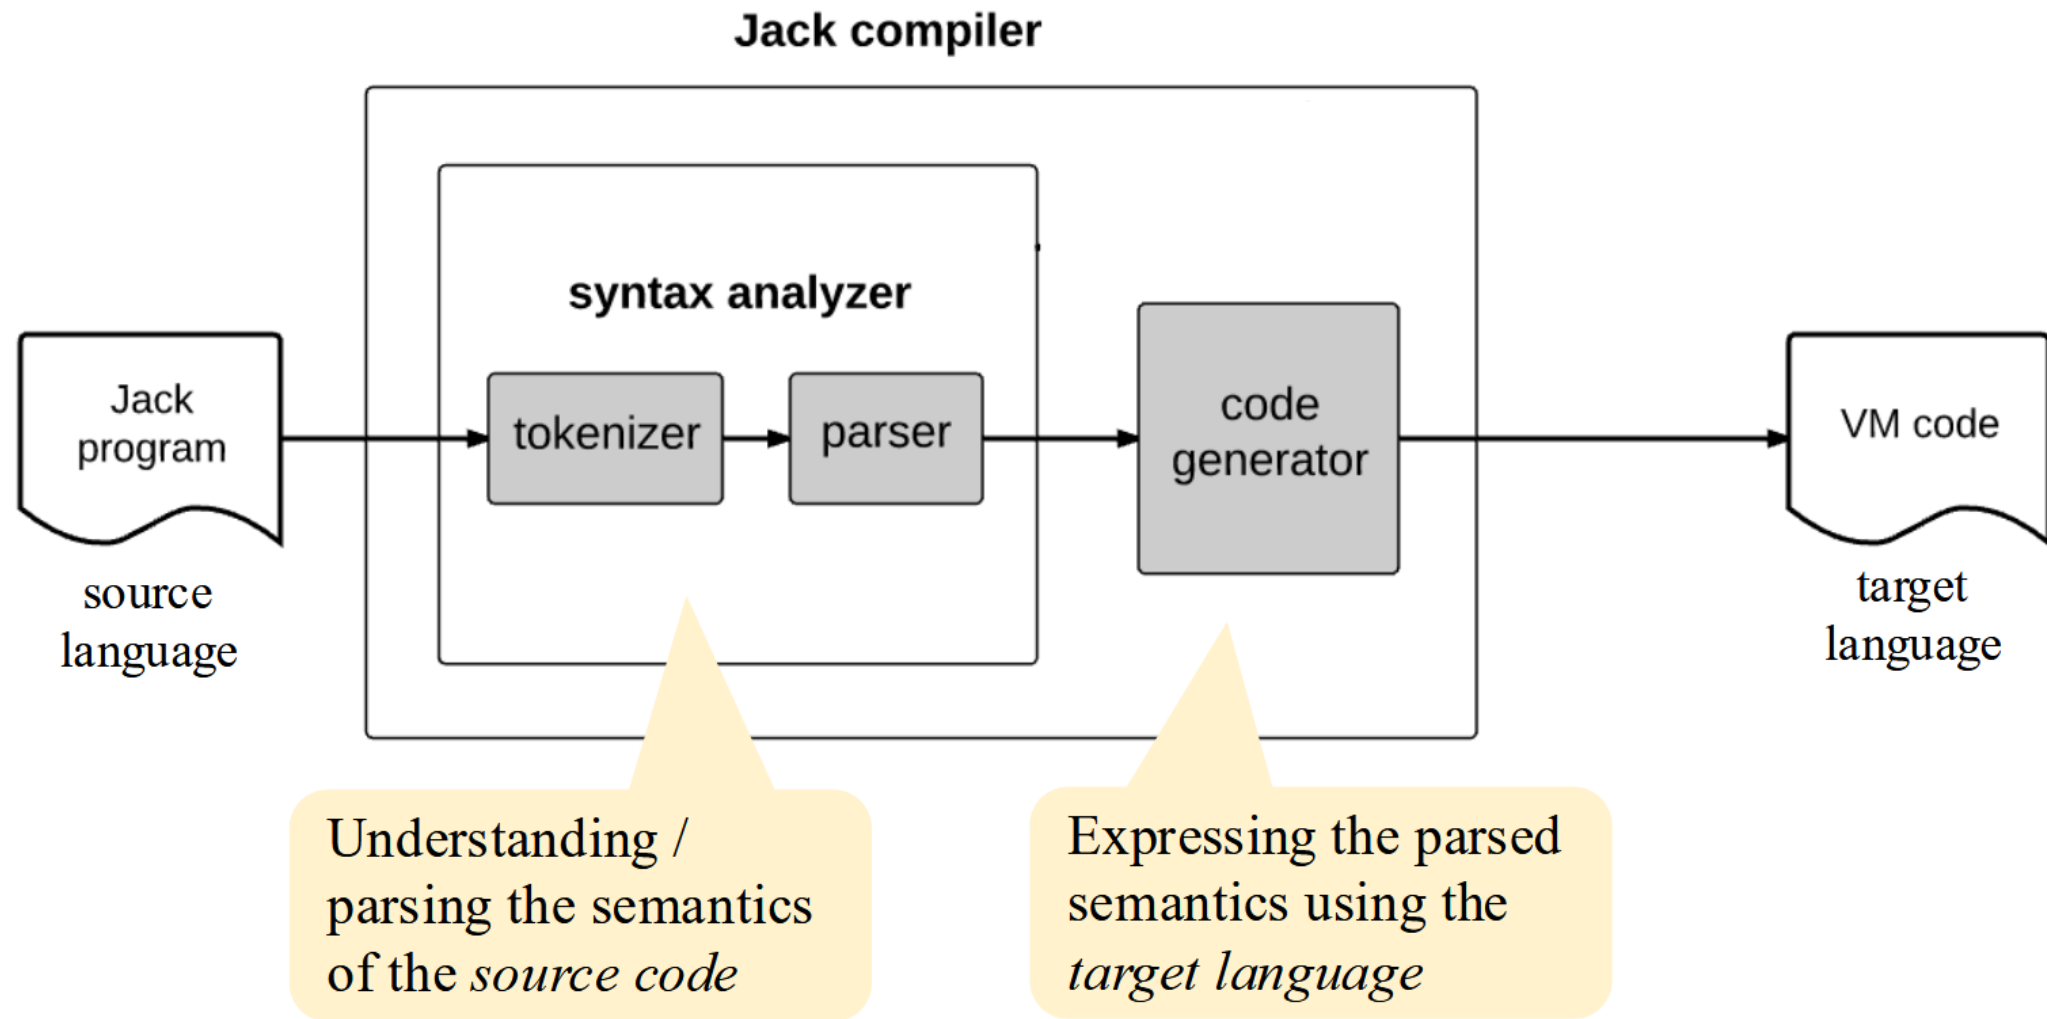 Jack compiler
syntax analyzer
Jack
program
tokenizer
parser
code
generator
VM code
source
language
target
language
Understanding /
parsing the semantics
of the source code
Expressing the parsed
semantics using the
target language